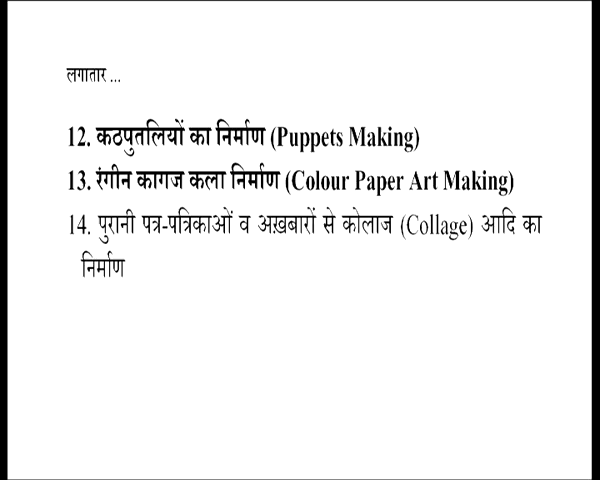 लगातार ...
12. कठपुतलियों का निर्माण (Puppets Making)
13. रंगीन कागज कला निर्माण (Colour Paper Art Making)
14. पुरानी पत्र-पत्रिकाओं व अख़बारों से कोलाज (Collage) आदि का
निर्माण